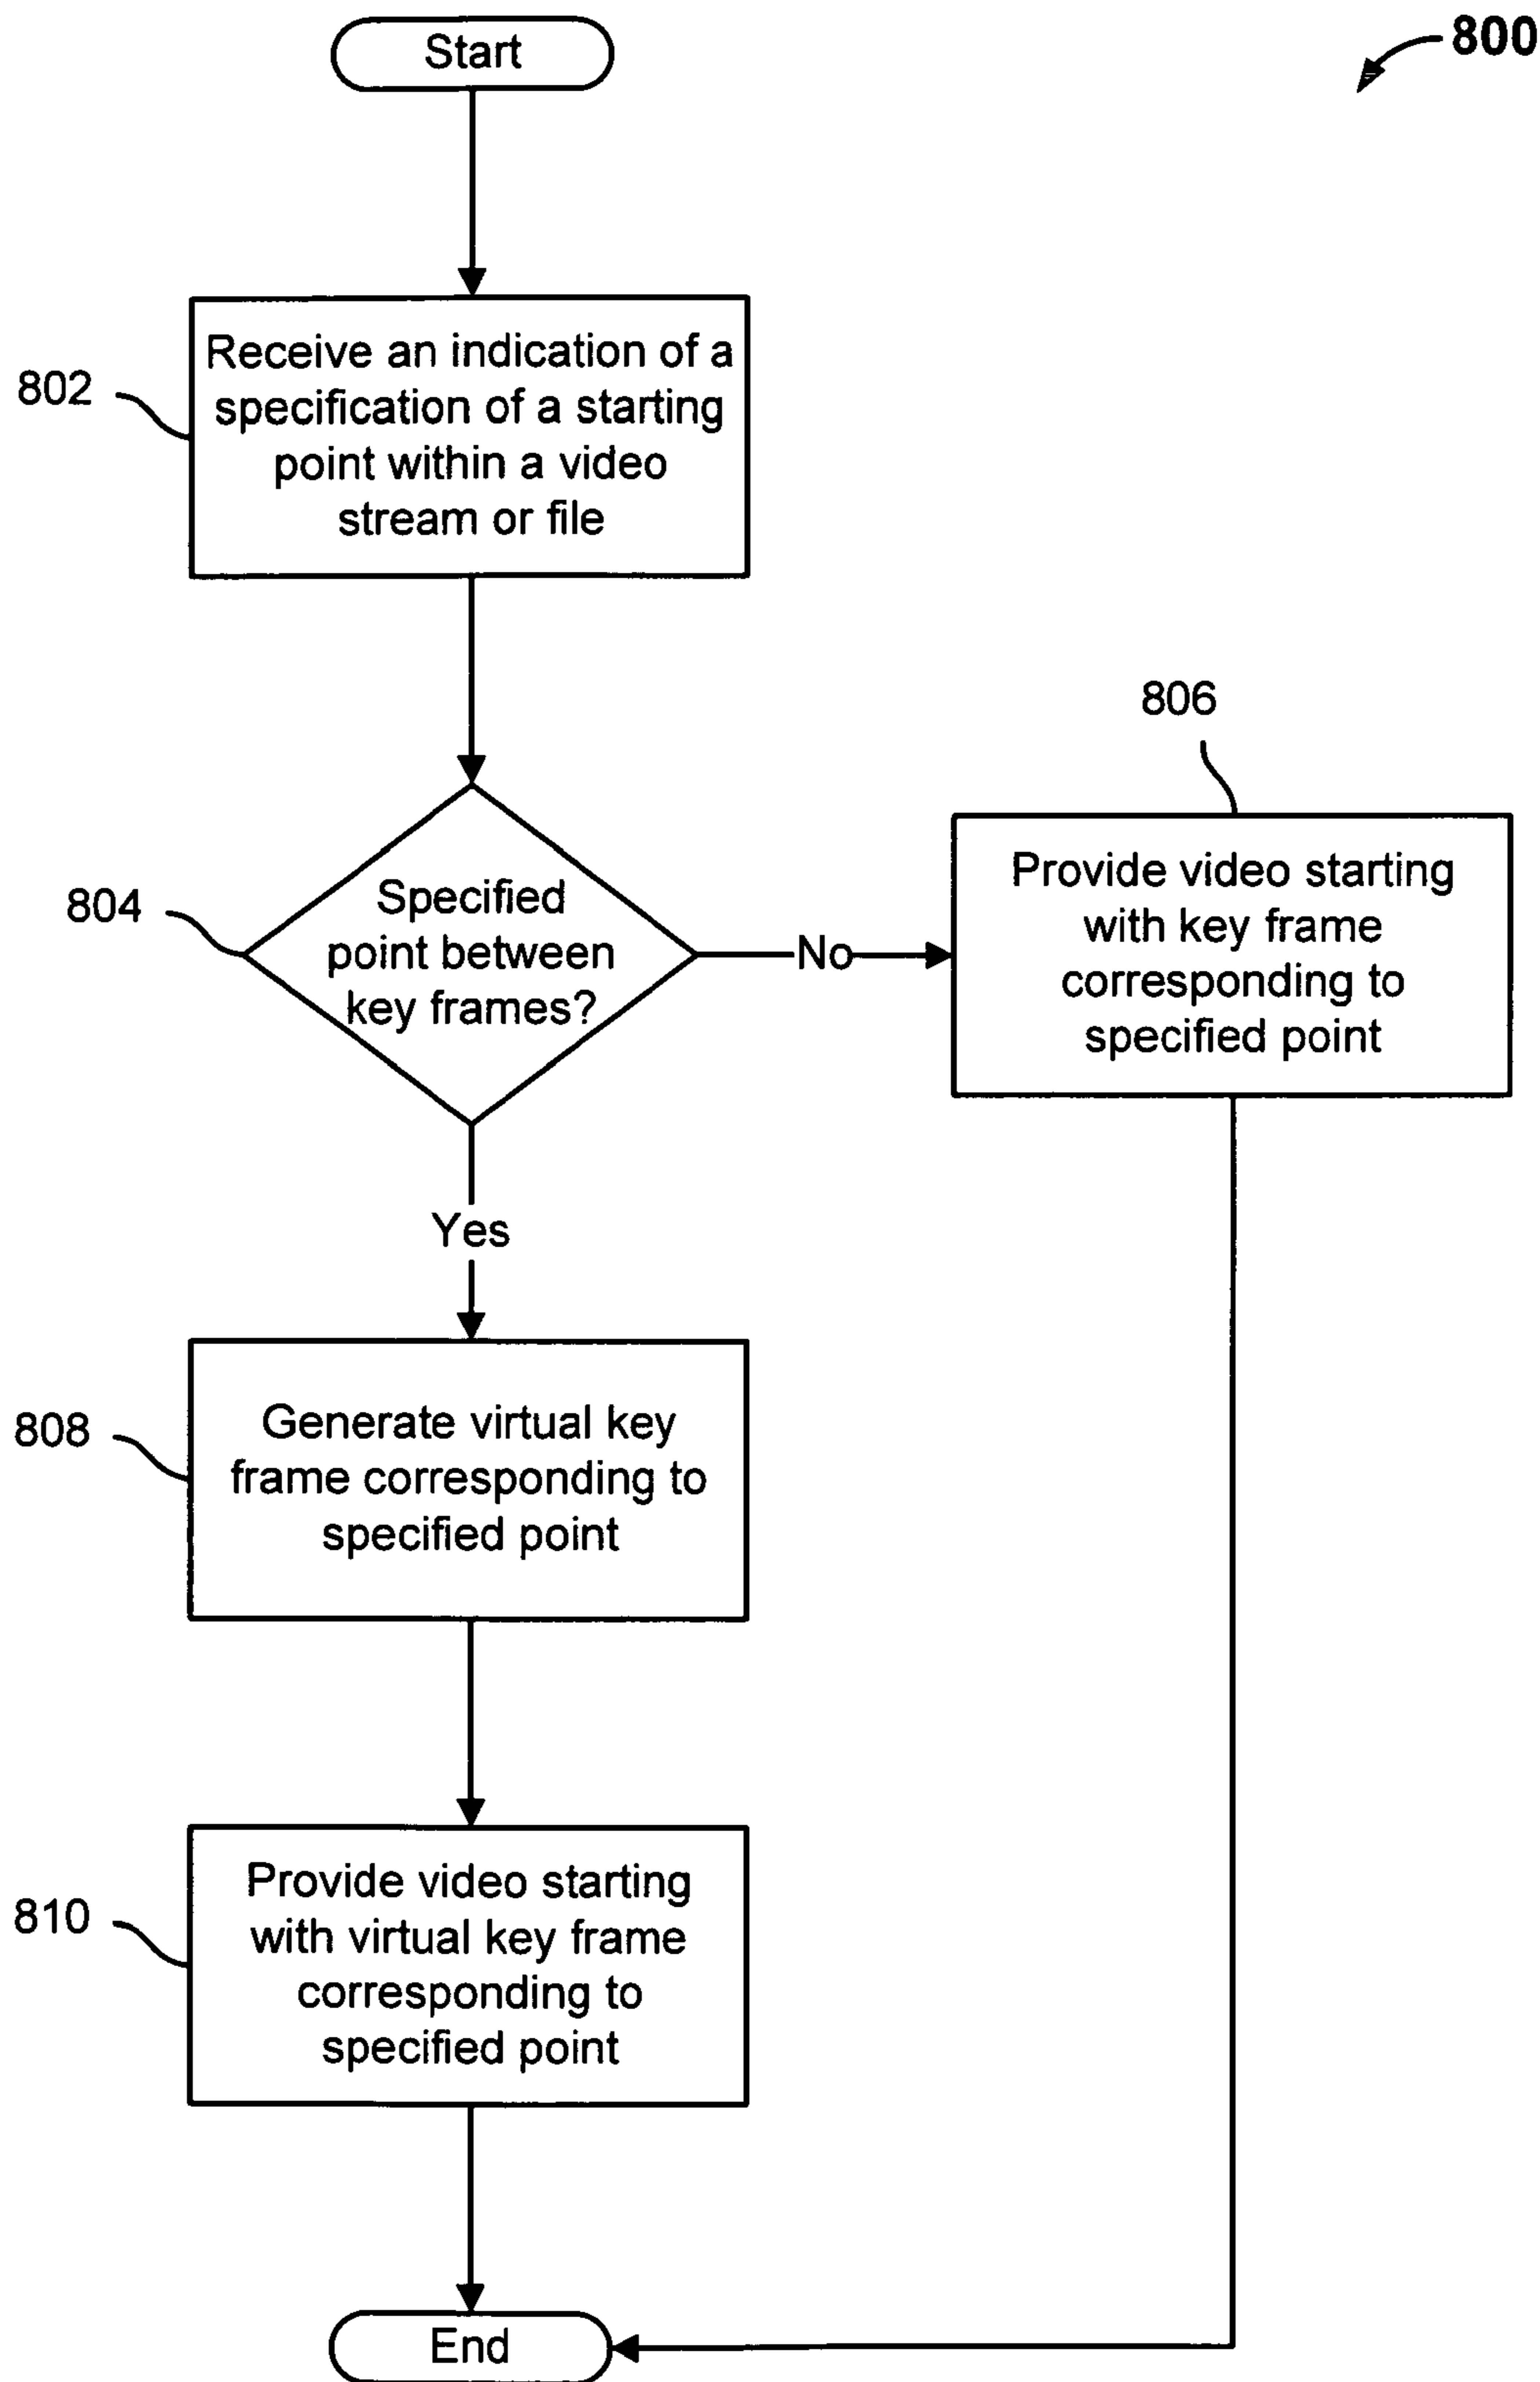 Start
800
802
Receive an indication of a
specification of a starting
point within a video
stream or file
804
Specified
point between
key frames?
No
806
Provide video starting
with key frame
corresponding to
specified point
Yes
808
Generate virtual key
frame corresponding to
specified point
810
Provide video starting
with virtual key frame
corresponding to
specified point
End